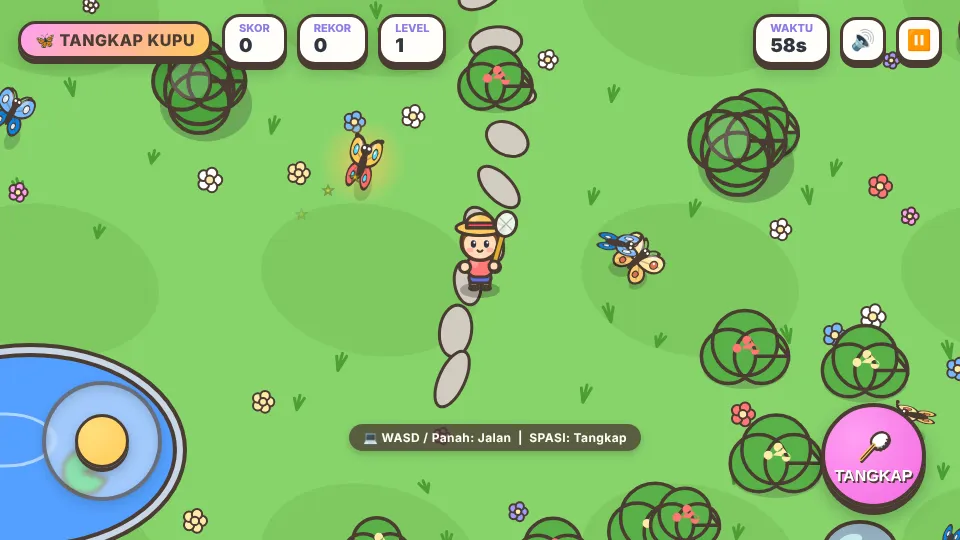 TANGKAP KUPU
SKOR
0
REKOR
0
LEVEL
1
WAKTU
58s
WASD / Panah: Jalan | SPASI: Tangkap
TANGKAP